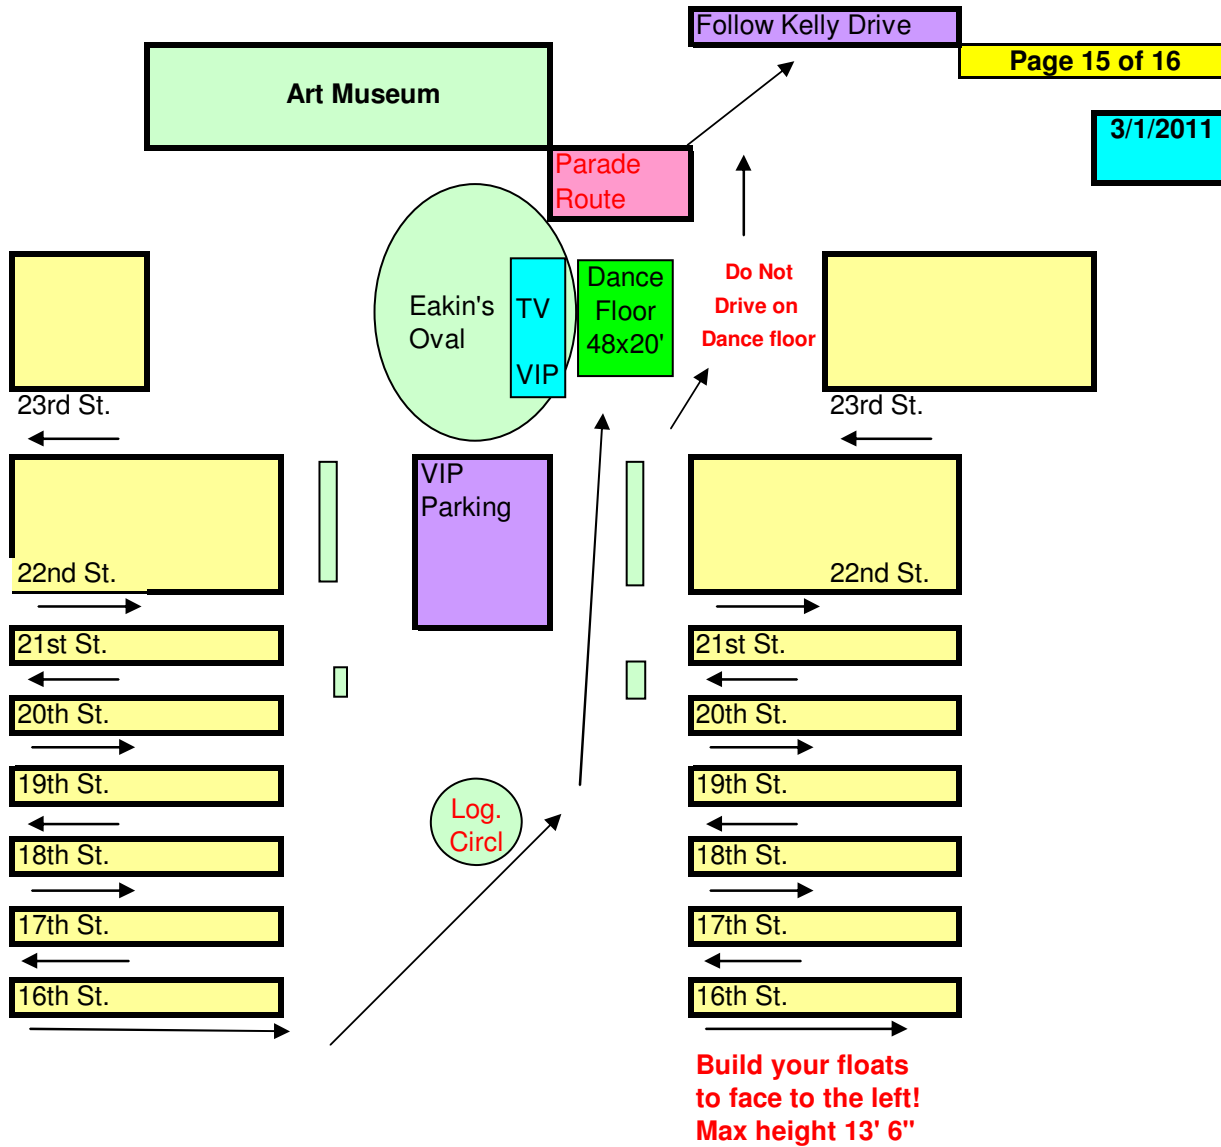 Follow Kelly Drive
Page 15 of 16
Art Museum
3/1/2011
Parade
Route
Eakin's
Oval
TV
VIP
Dance
Floor
48x20'
Do Not
Drive on
Dance floor
23rd St.
23rd St.
VIP
Parking
22nd St.
22nd St.
21st St.
21st St.
20th St.
20th St.
19th St.
19th St.
Log.
Circl
18th St.
18th St.
17th St.
17th St.
16th St.
16th St.
Build your floats
to face to the left!
Max height 13' 6"